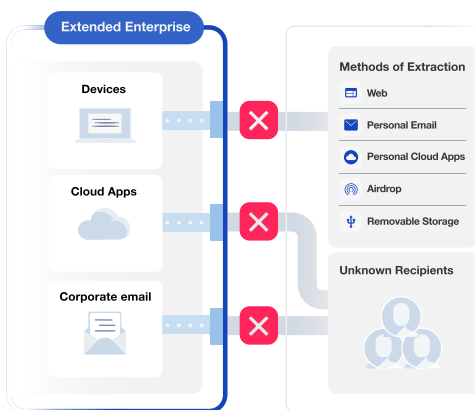 Extended Enterprise
Devices
Cloud Apps
Corporate email
Methods of Extraction
Web
Personal Email
Personal Cloud Apps
Airdrop
Removable Storage
Unknown Recipients